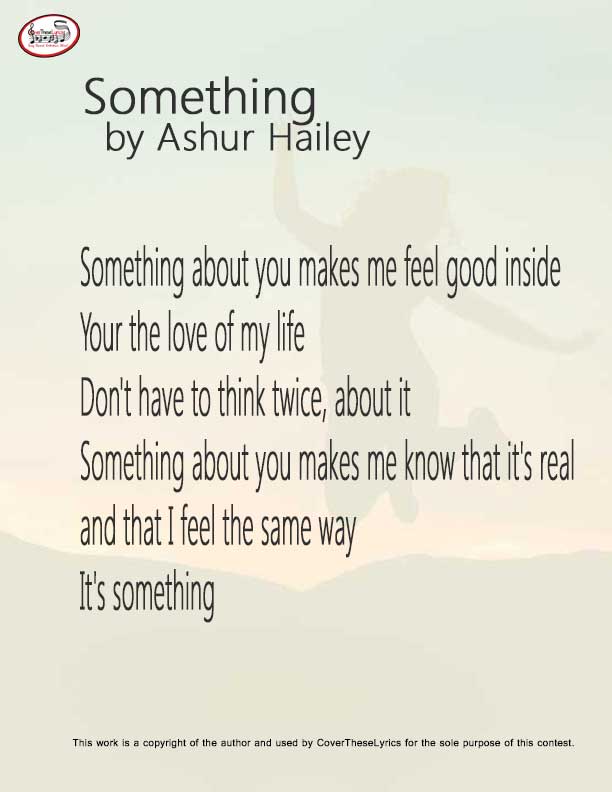 CoverTheseLyrics
Something
by Ashur Hailey
Something about you makes me feel good inside
Your the love of my life
Don't have to think twice, about it
Something about you makes me know that it's real
and that I feel the same way
It's something
This work is a copyright of the author and used by CoverTheseLyrics for the sole purpose of this contest.